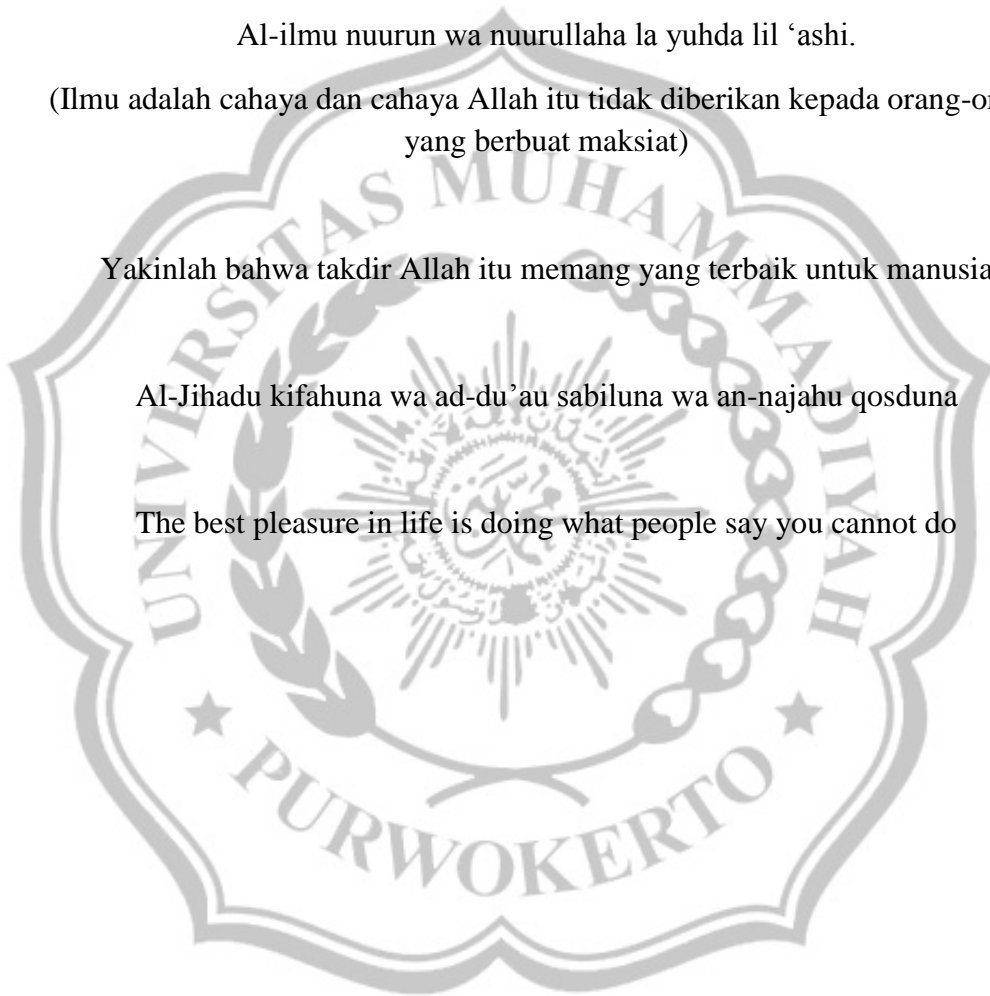 Al-ilmu nuurun wa nuurullaha la yuhda lil ‘ashi.
(Ilmu adalah cahaya dan cahaya Allah itu tidak diberikan kepada orang-or
yang berbuat maksiat)
Yakinlah bahwa takdir Allah itu memang yang terbaik untuk manusia
Al-Jihadu kifahuna wa ad-du’au sabiluna wa an-najahu qosduna
The best pleasure in life is doing what people say you cannot do
UNIVERSITAS MUHAMMADIYAH
PURWOKERTO